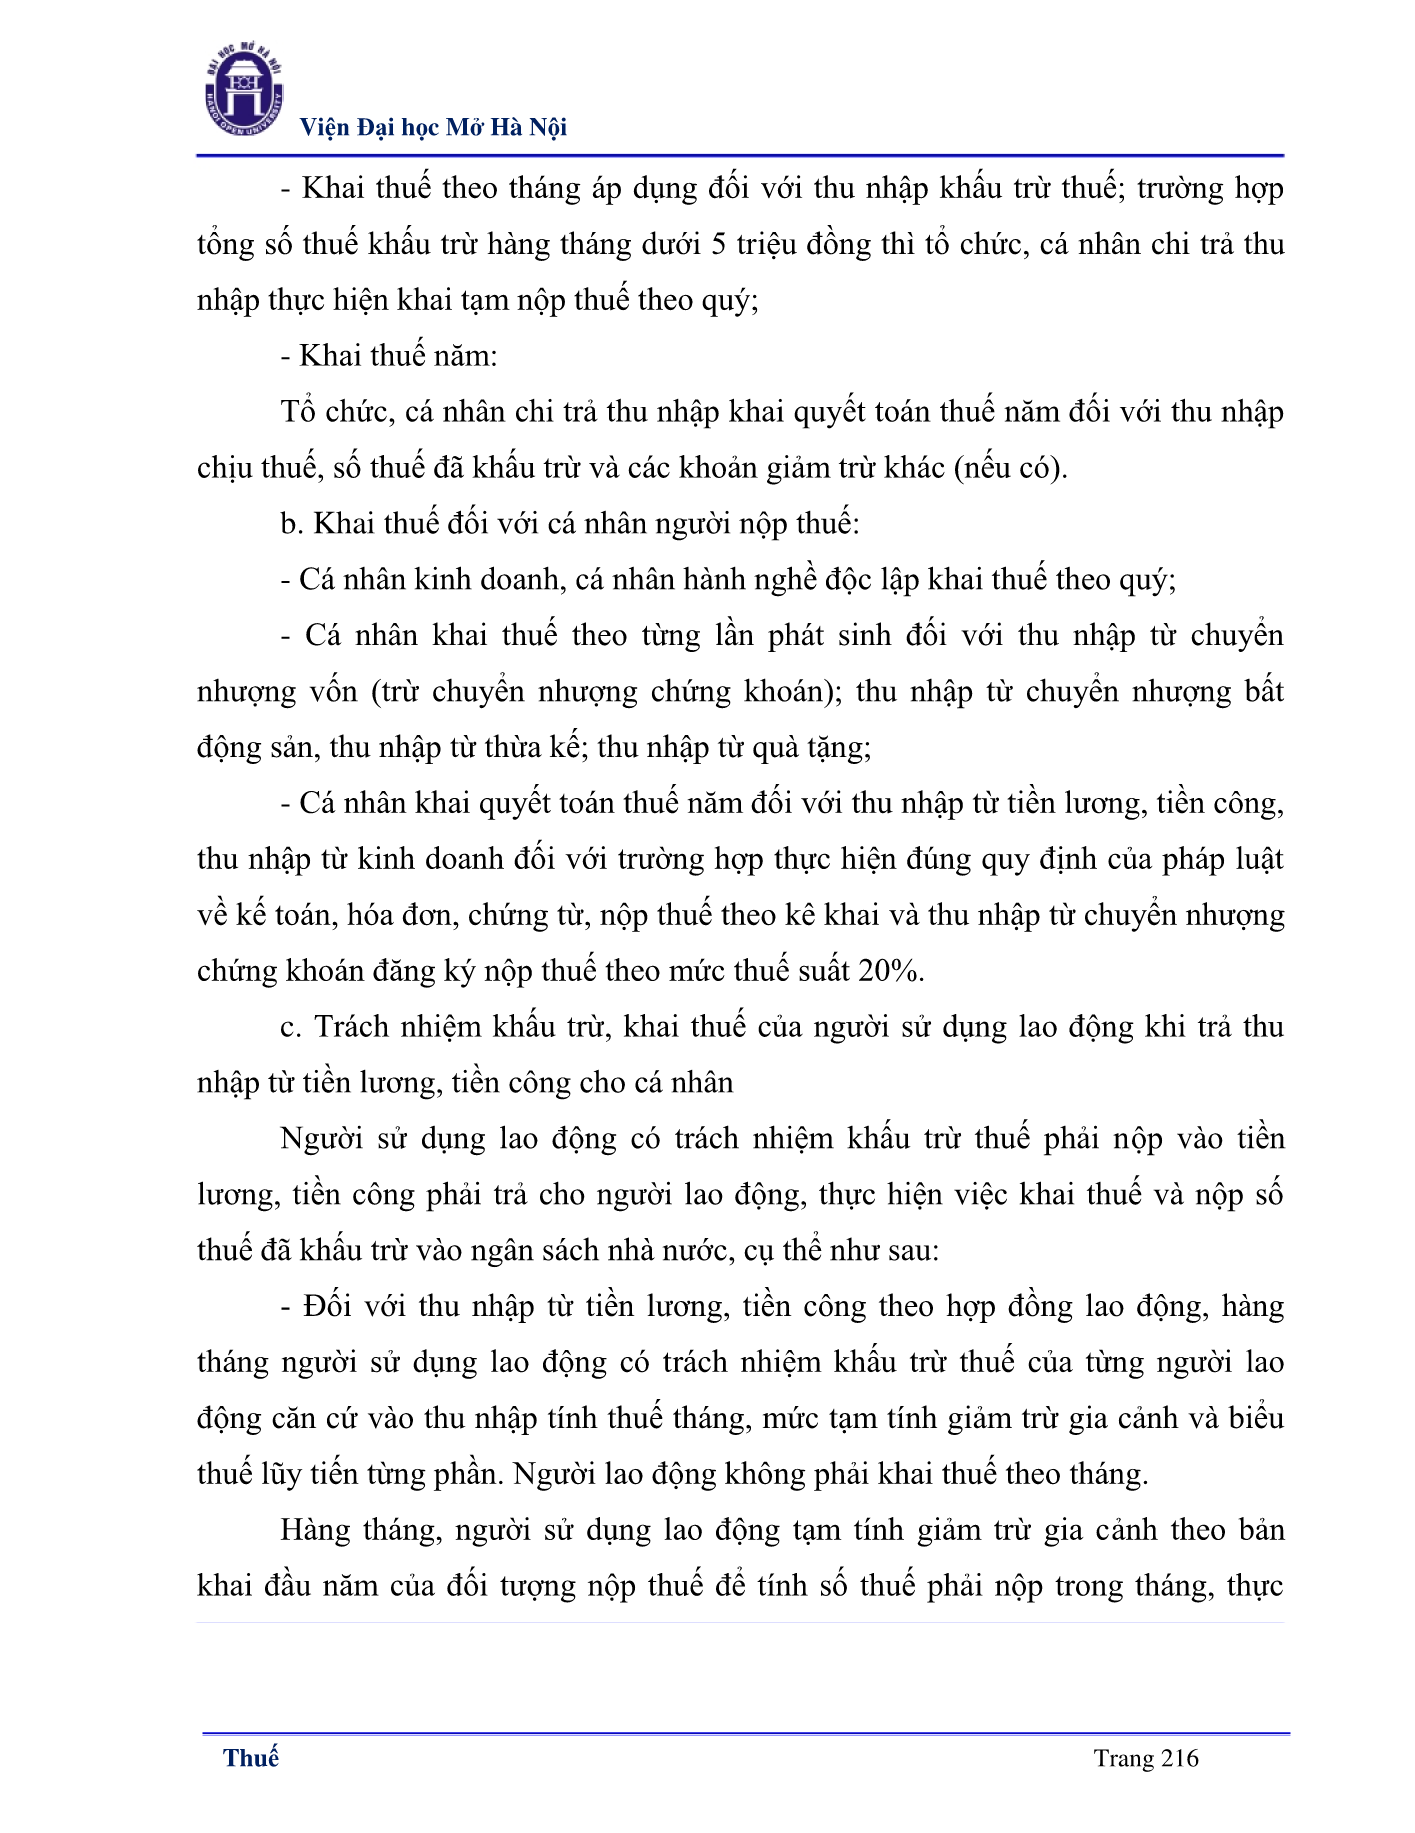 ĐẠI HỌC MỞ HÀ NỘI
HANOI OPEN UNIVERSITY
Viện Đại học Mở Hà Nội
- Khai thuế theo tháng áp dụng đối với thu nhập khấu trừ thuế; trường hợp
tổng số thuế khấu trừ hàng tháng dưới 5 triệu đồng thì tổ chức, cá nhân chi trả thu
nhập thực hiện khai tạm nộp thuế theo quý;
- Khai thuế năm:
Tổ chức, cá nhân chi trả thu nhập khai quyết toán thuế năm đối với thu nhập
chịu thuế, số thuế đã khấu trừ và các khoản giảm trừ khác (nếu có).
b. Khai thuế đối với cá nhân người nộp thuế:
- Cá nhân kinh doanh, cá nhân hành nghề độc lập khai thuế theo quý;
- Cá nhân khai thuế theo từng lần phát sinh đối với thu nhập từ chuyển
nhượng vốn (trừ chuyển nhượng chứng khoán); thu nhập từ chuyển nhượng bất
động sản, thu nhập từ thừa kế; thu nhập từ quà tặng;
- Cá nhân khai quyết toán thuế năm đối với thu nhập từ tiền lương, tiền công,
thu nhập từ kinh doanh đối với trường hợp thực hiện đúng quy định của pháp luật
về kế toán, hóa đơn, chứng từ, nộp thuế theo kê khai và thu nhập từ chuyển nhượng
chứng khoán đăng ký nộp thuế theo mức thuế suất 20%.
c. Trách nhiệm khấu trừ, khai thuế của người sử dụng lao động khi trả thu
nhập từ tiền lương, tiền công cho cá nhân
Người sử dụng lao động có trách nhiệm khấu trừ thuế phải nộp vào tiền
lương, tiền công phải trả cho người lao động, thực hiện việc khai thuế và nộp số
thuế đã khấu trừ vào ngân sách nhà nước, cụ thể như sau:
- Đối với thu nhập từ tiền lương, tiền công theo hợp đồng lao động, hàng
tháng người sử dụng lao động có trách nhiệm khấu trừ thuế của từng người lao
động căn cứ vào thu nhập tính thuế tháng, mức tạm tính giảm trừ gia cảnh và biểu
thuế lũy tiến từng phần. Người lao động không phải khai thuế theo tháng.
Hàng tháng, người sử dụng lao động tạm tính giảm trừ gia cảnh theo bản
khai đầu năm của đối tượng nộp thuế để tính số thuế phải nộp trong tháng, thực
Thuế
Trang 216